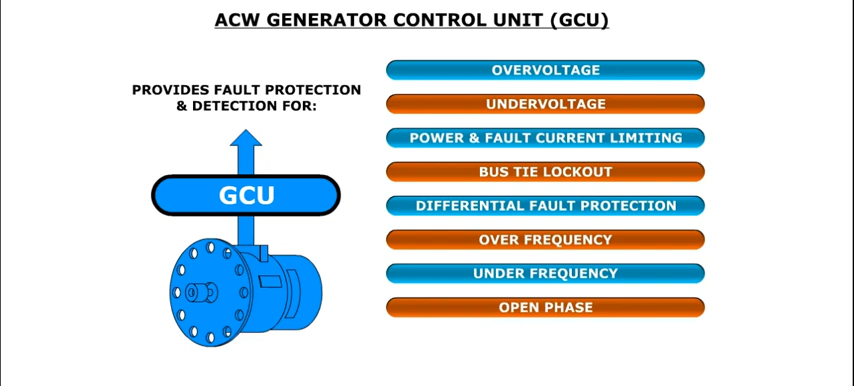 ACW GENERATOR CONTROL UNIT (GCU)
PROVIDES FAULT PROTECTION
& DETECTION FOR:
GCU
OVERVOLTAGE
UNDERVOLTAGE
POWER & FAULT CURRENT LIMITING
BUS TIE LOCKOUT
DIFFERENTIAL FAULT PROTECTION
OVER FREQUENCY
UNDER FREQUENCY
OPEN PHASE